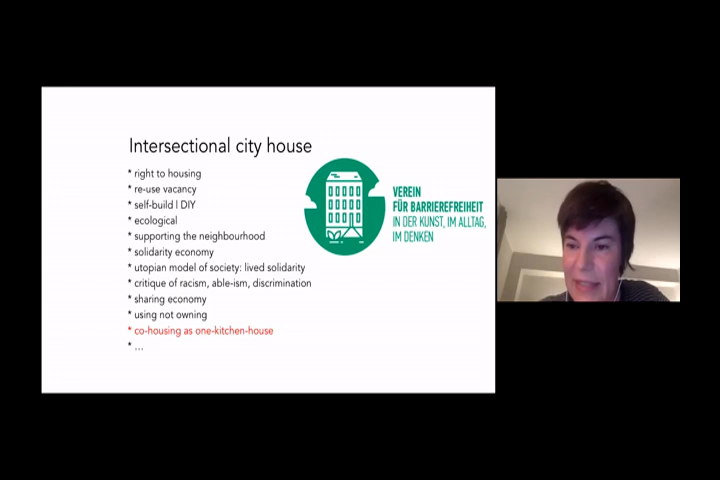 Intersectional city house
* right to housing
* re-use vacancy
* self-build | DIY
* ecological
* supporting the neighbourhood
* solidarity economy
* utopian model of society: lived solidarity
* critique of racism, able-ism, discrimination
* sharing economy
* using not owning
* co-housing as one-kitchen-house
* ...
VEREIN
FÜR BARRIEREFREIHEIT
IN DER KUNST, IM ALLTAG,
IM DENKEN